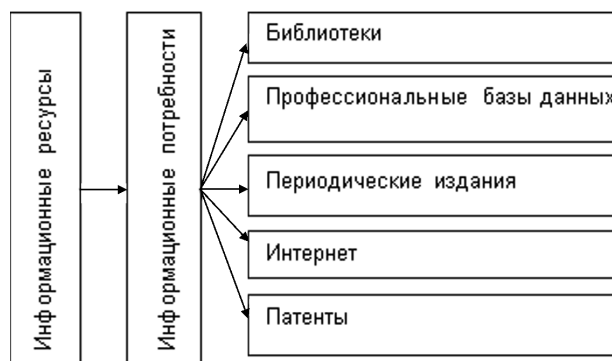 Информационные ресурсы
Информационные потребности
Библиотеки
Профессиональные базы данных
Периодические издания
Интернет
Патенты